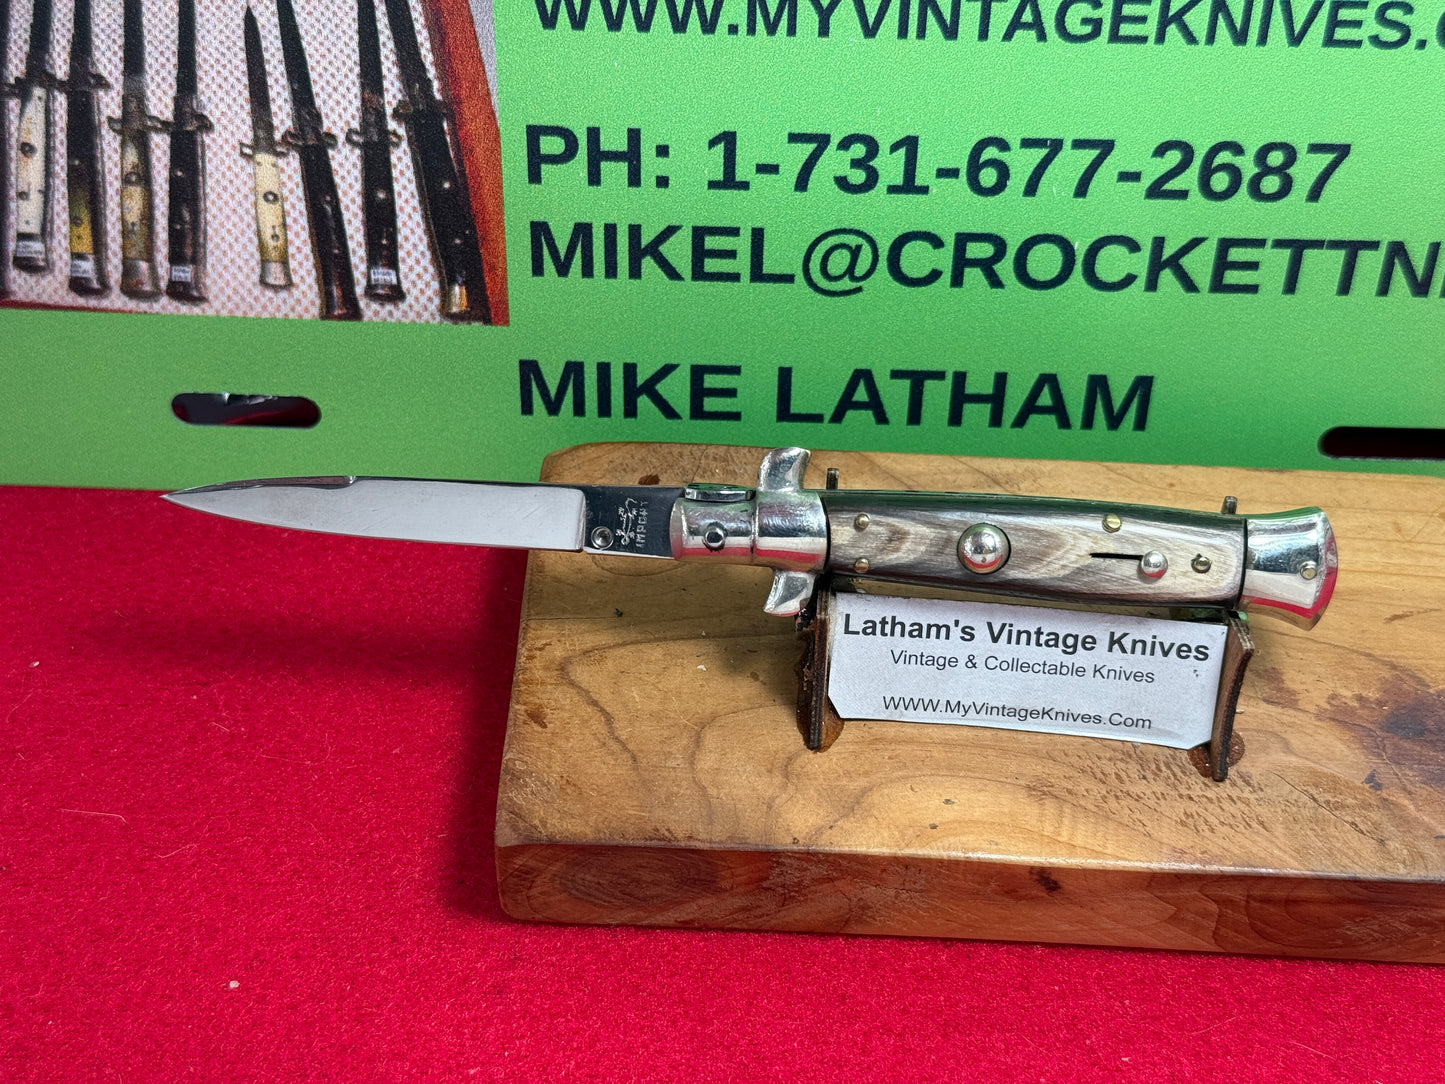 WWW.MYVINTAGEKNIVES.
PH: 1-731-677-2687
MIKEL@CROCKETTN
MIKE LATHAM
IMPORT
Latham's Vintage Knives
Vintage & Collectable Knives
WWW.MyVintageKnives.Com